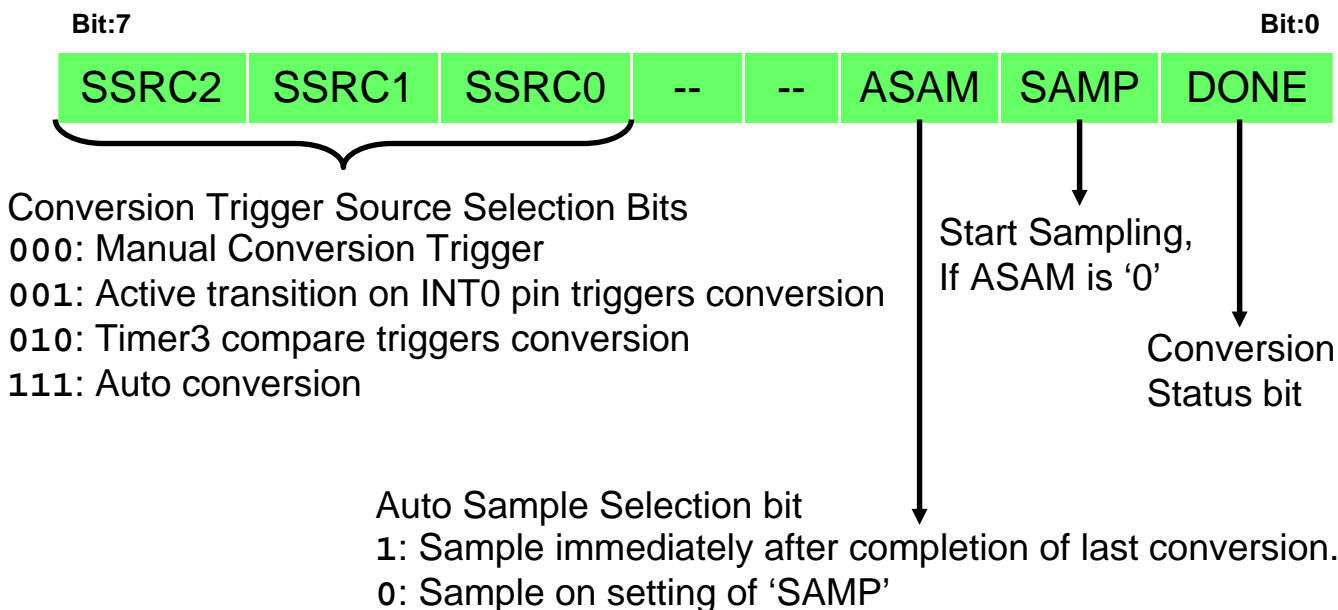 Bit:7 Bit:0
SSRC2 SSRC1 SSRC0 -- -- ASAM SAMP DONE
Conversion Trigger Source Selection Bits
000: Manual Conversion Trigger
001: Active transition on INT0 pin triggers conversion
010: Timer3 compare triggers conversion
111: Auto conversion
Start Sampling,
If ASAM is ‘0’
Conversion
Status bit
Auto Sample Selection bit
1: Sample immediately after completion of last conversion.
0: Sample on setting of ‘SAMP’